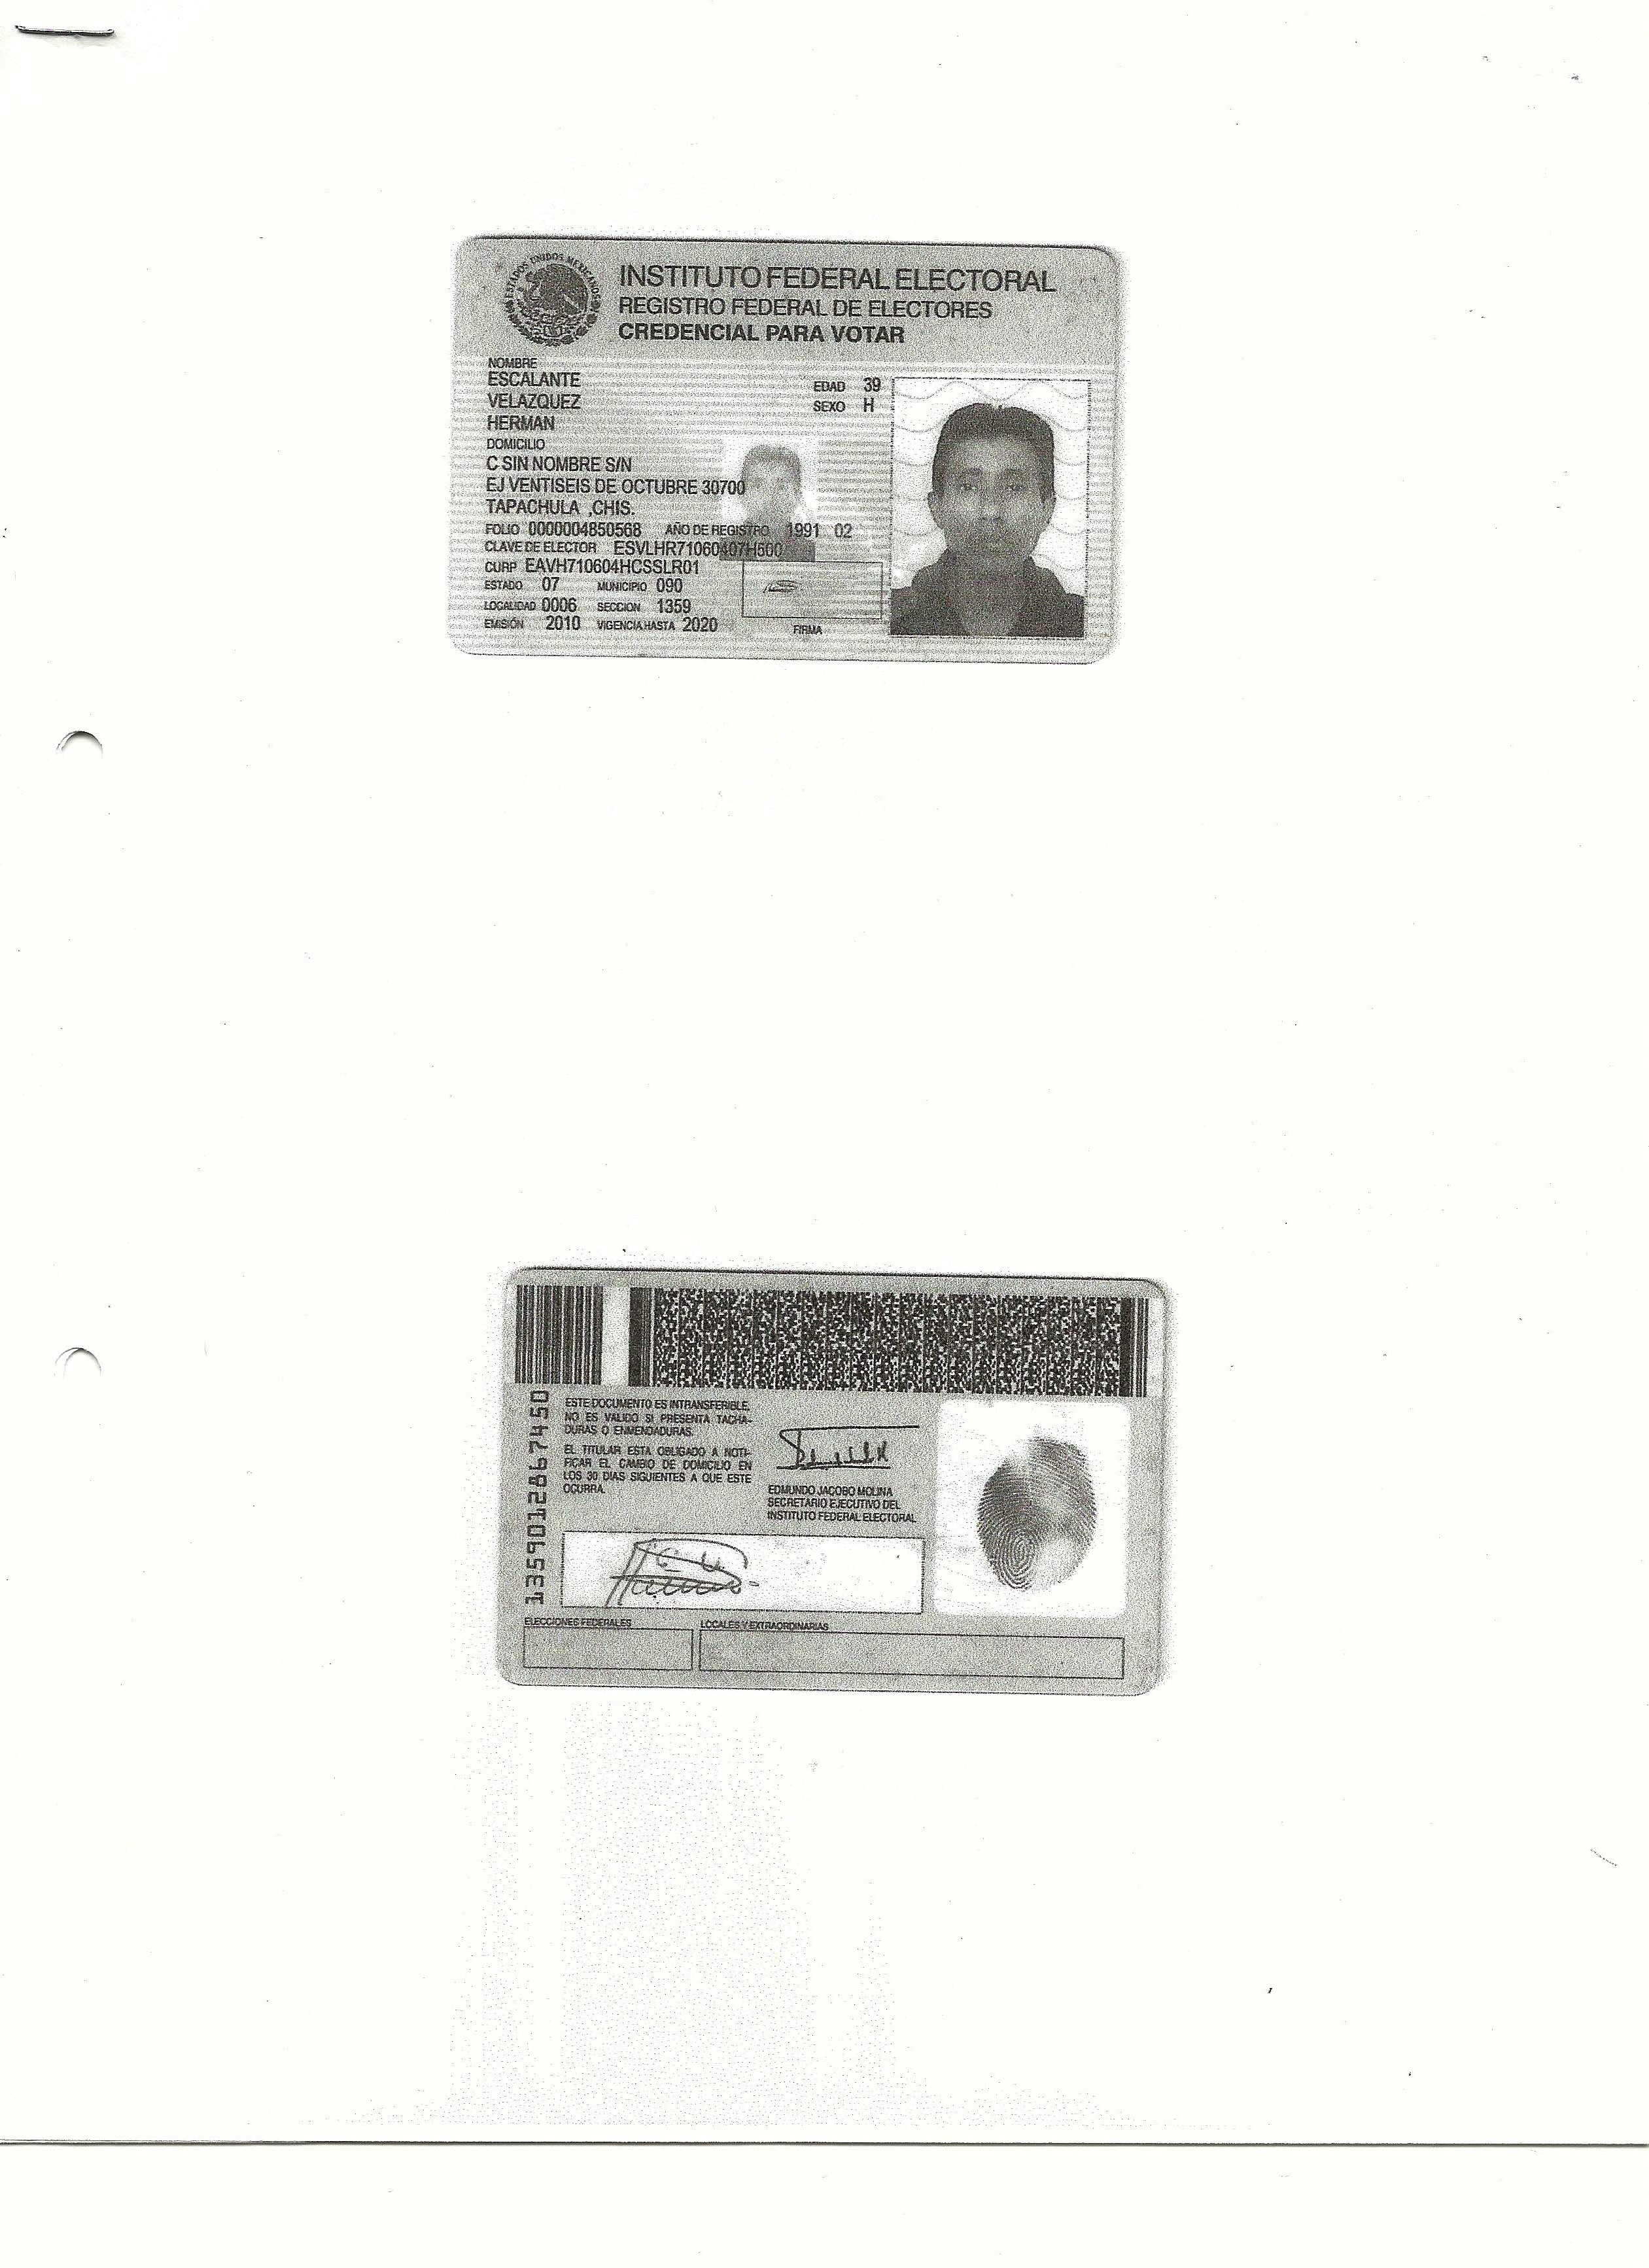 ESTADOS UNIDOS MEXICANOS
INSTITUTO FEDERAL ELECTORAL
REGISTRO FEDERAL DE ELECTORES
CREDENCIAL PARA VOTAR
NOMBRE
ESCALANTE
VELAZQUEZ
HERMAN
EDAD 39
SEXO H
DOMICILIO
C SIN NOMBRE S/N
EJ VENTISEIS DE OCTUBRE 30700
TAPACHULA ,CHIS.
FOLIO 0000004850568 AÑO DE REGISTRO 1991 02
CLAVE DE ELECTOR ESVLHR71060407H500
CURP EAVH710604HCSSLR01
ESTADO 07 MUNICIPIO 090
LOCALIDAD 0006 SECCION 1359
EMISIÓN 2010 VIGENCIA HASTA 2020
FIRMA
1359012867450
ESTE DOCUMENTO ES INTRANSFERIBLE.
NO ES VALIDO SI PRESENTA TACHA-
DURAS O ENMENDADURAS.
EL TITULAR ESTA OBLIGADO A NOTI-
FICAR EL CAMBIO DE DOMICILIO EN
LOS 30 DIAS SIGUIENTES A QUE ESTE
OCURRA.
EDMUNDO JACOBO MOLINA
SECRETARIO EJECUTIVO DEL
INSTITUTO FEDERAL ELECTORAL
ELECCIONES FEDERALES
LOCALES Y EXTRAORDINARIAS